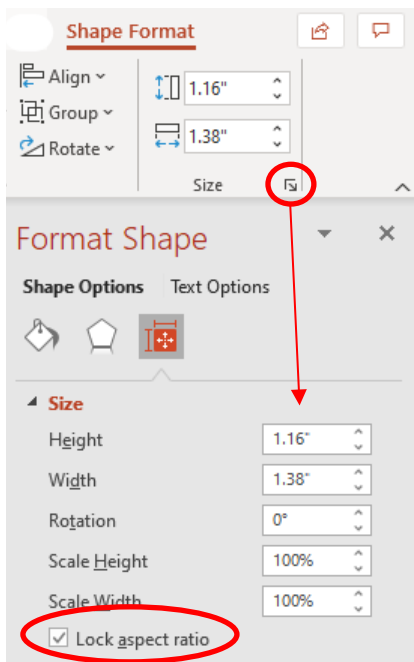 Shape Format
Align
1.16"
Group
1.38"
Rotate
Size
Format Shape
Shape Options Text Options
Size
Height 1.16"
Width 1.38"
Rotation 0°
Scale Height 100%
Scale Width 100%
Lock aspect ratio